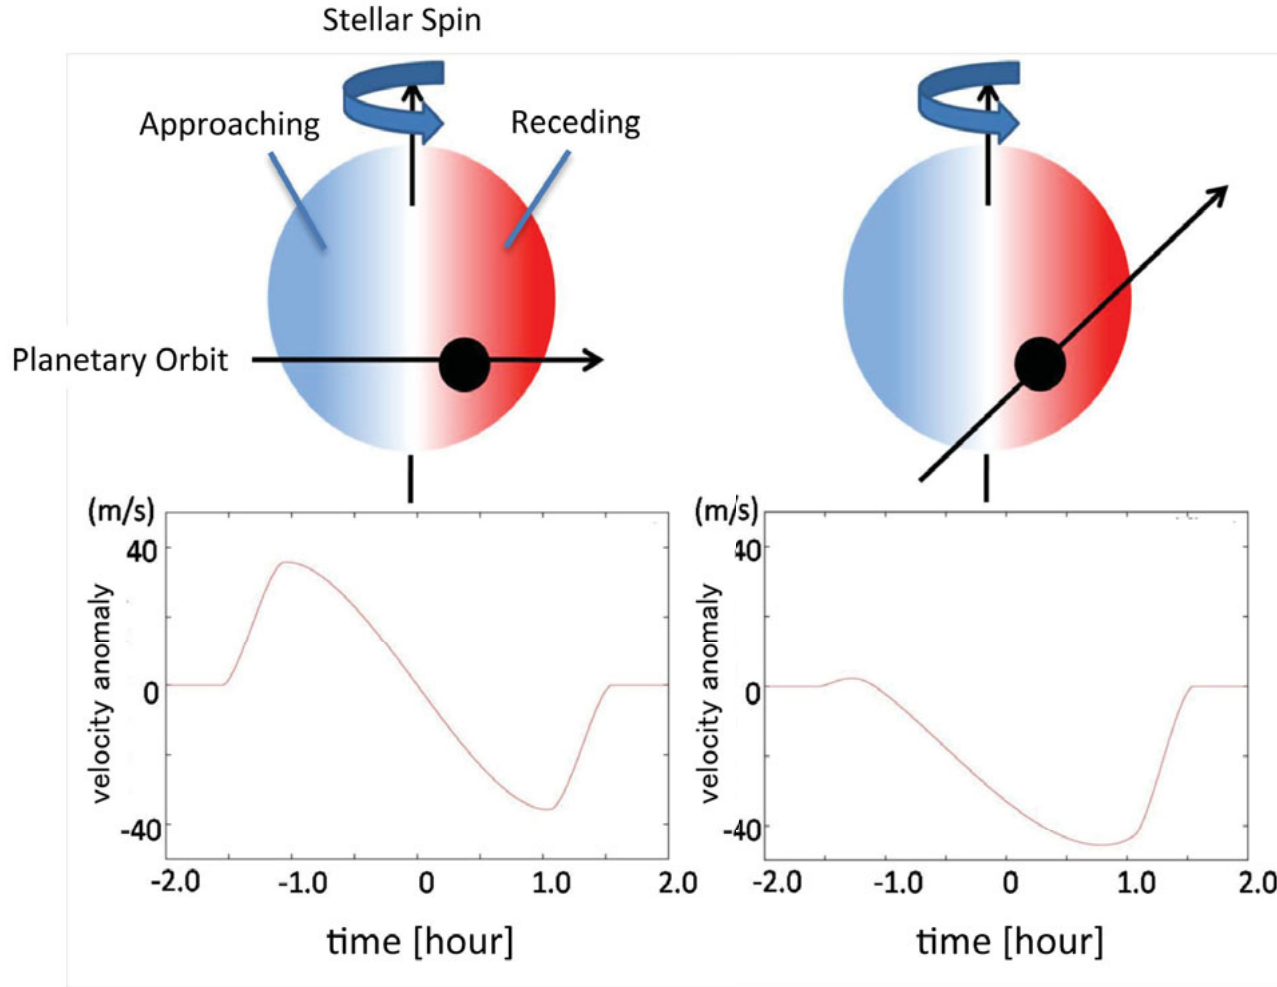 Stellar Spin
Approaching
Receding
Planetary Orbit
(m/s)
40
0
-40
velocity anomaly
-2.0 -1.0 0 1.0 2.0
time [hour]
(m/s)
40
0
-40
velocity anomaly
-2.0 -1.0 0 1.0 2.0
time [hour]